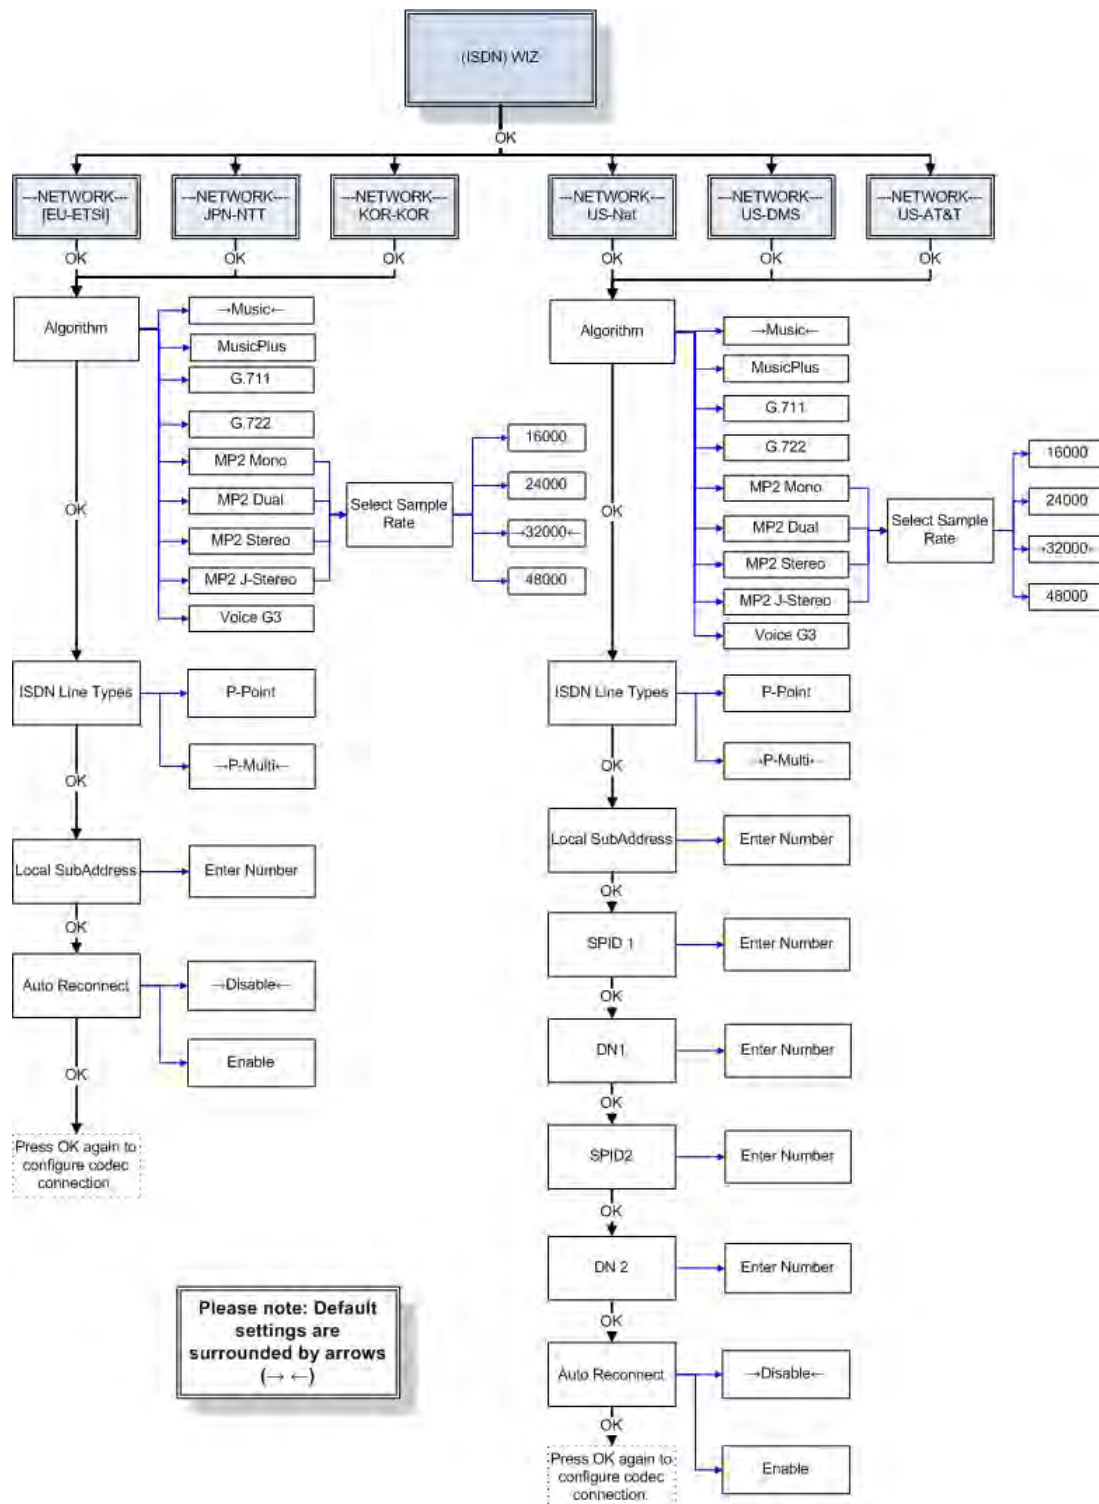 (ISDN) WIZ
OK
---NETWORK---
[EU-ETSI]
---NETWORK---
JPN-NTT
---NETWORK---
KOR-KOR
---NETWORK---
US-Nat
---NETWORK---
US-DMS
---NETWORK---
US-AT&T
OK
OK
OK
OK
OK
OK
Algorithm
→Music←
MusicPlus
G.711
G.722
MP2 Mono
MP2 Dual
MP2 Stereo
MP2 J-Stereo
Voice G3
Select Sample
Rate
16000
24000
→32000←
48000
OK
ISDN Line Types
P-Point
→P-Multi←
OK
Local SubAddress
Enter Number
OK
Auto Reconnect
→Disable←
Enable
OK
Press OK again to
configure codec
connection
Algorithm
→Music←
MusicPlus
G.711
G.722
MP2 Mono
MP2 Dual
MP2 Stereo
MP2 J-Stereo
Voice G3
Select Sample
Rate
16000
24000
→32000←
48000
OK
ISDN Line Types
P-Point
→P-Multi←
OK
Local SubAddress
Enter Number
OK
SPID 1
Enter Number
OK
DN1
Enter Number
OK
SPID2
Enter Number
OK
DN 2
Enter Number
OK
Auto Reconnect
→Disable←
Enable
OK
Press OK again to
configure codec
connection.
Please note: Default
settings are
surrounded by arrows
(→ ←)